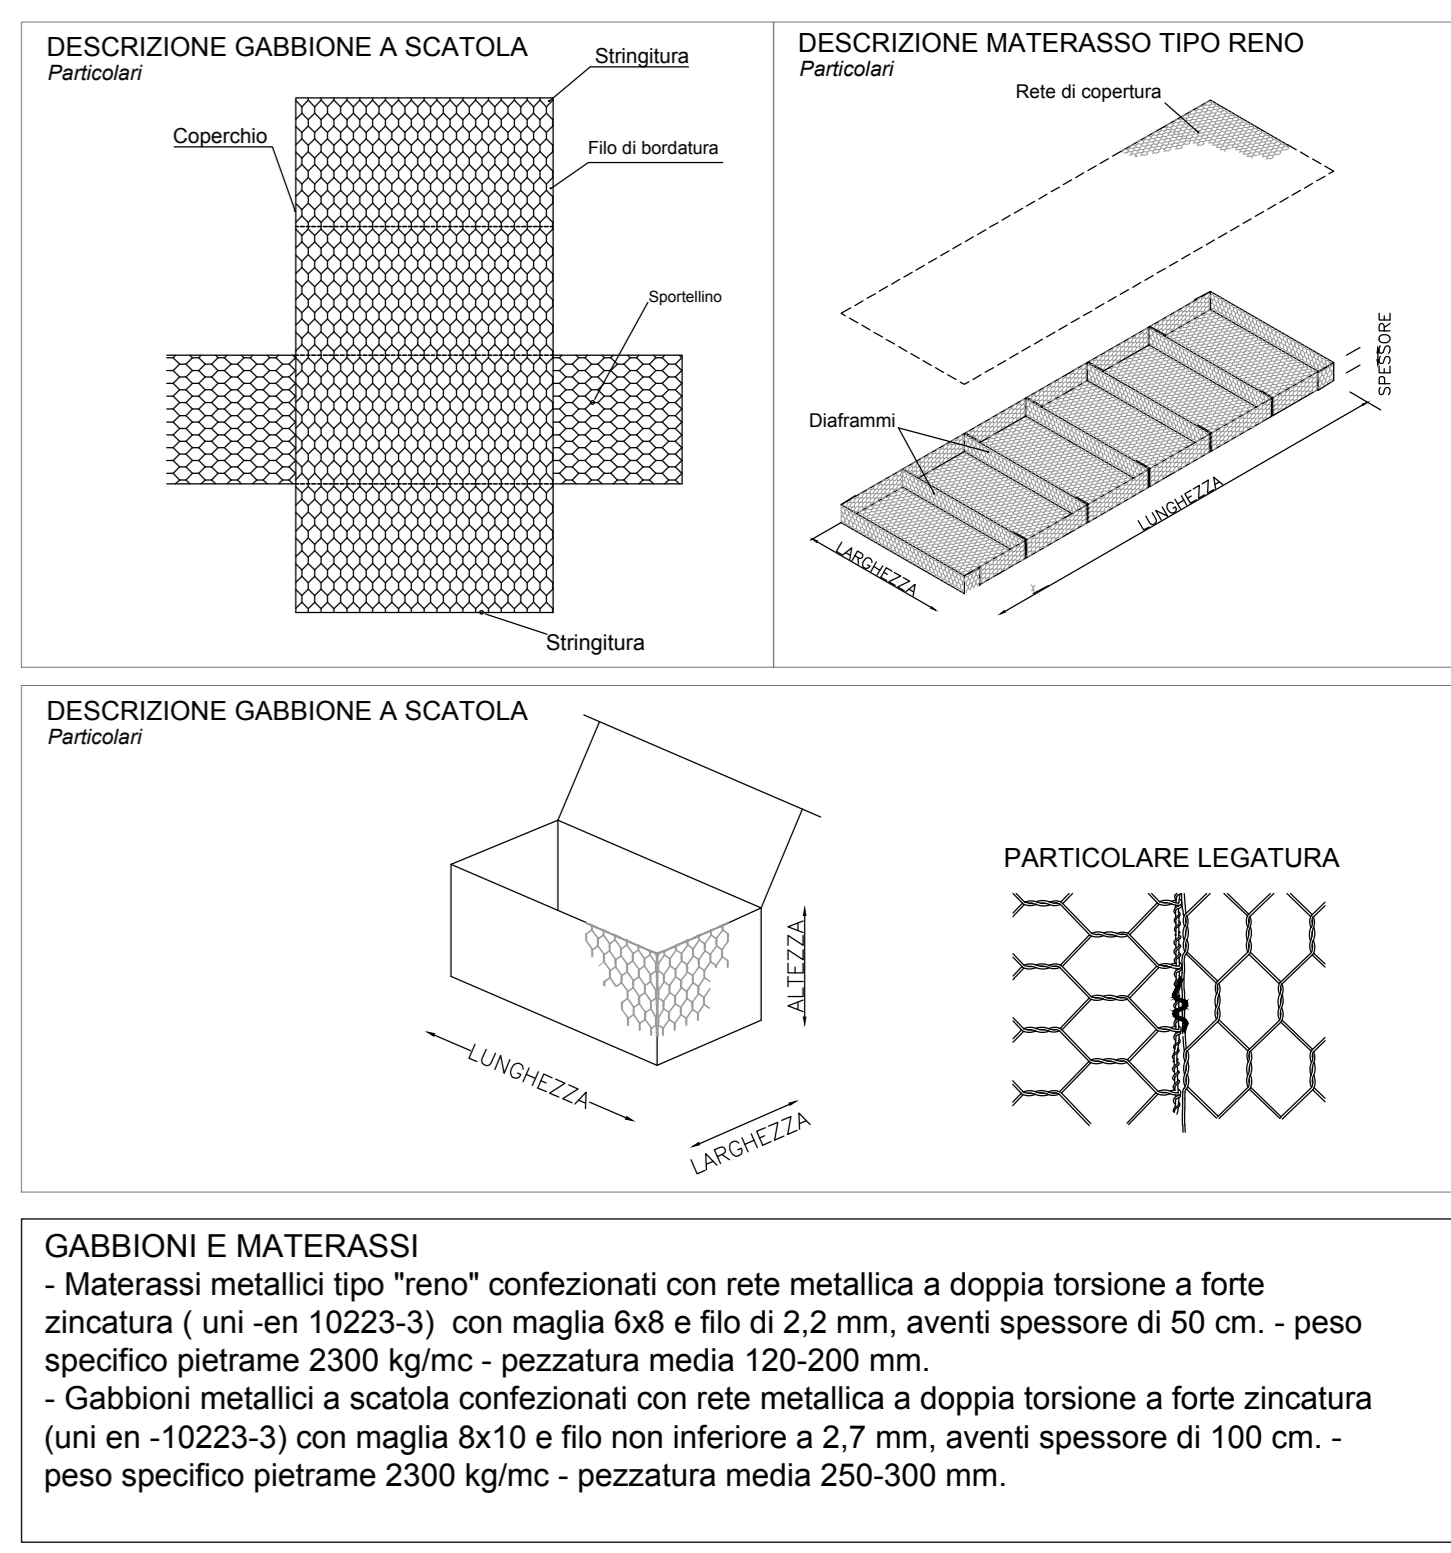 DESCRIZIONE GABBIONE A SCATOLA
Particolari
Stringitura
Coperchio
Filo di bordatura
Sportellino
Stringitura
DESCRIZIONE MATERASSO TIPO RENO
Particolari
Rete di copertura
SPESSORE
Diaframmi
LUNGHEZZA
LARGHEZZA
DESCRIZIONE GABBIONE A SCATOLA
Particolari
ALTEZZA
LUNGHEZZA
LARGHEZZA
PARTICOLARE LEGATURA
GABBIONI E MATERASSI
- Materassi metallici tipo "reno" confezionati con rete metallica a doppia torsione a forte
zincatura ( uni -en 10223-3)  con maglia 6x8 e filo di 2,2 mm, aventi spessore di 50 cm. - peso
specifico pietrame 2300 kg/mc - pezzatura media 120-200 mm.
- Gabbioni metallici a scatola confezionati con rete metallica a doppia torsione a forte zincatura
(uni en -10223-3) con maglia 8x10 e filo non inferiore a 2,7 mm, aventi spessore di 100 cm. -
peso specifico pietrame 2300 kg/mc - pezzatura media 250-300 mm.